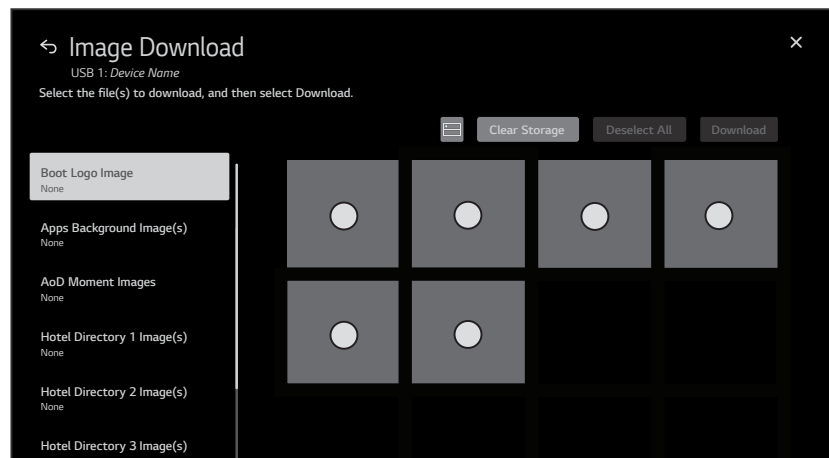 Image Download
USB 1: Device Name
Select the file(s) to download, and then select Download.
Clear Storage
Deselect All
Download
Boot Logo Image
None
Apps Background Image(s)
None
AoD Moment Images
None
Hotel Directory 1 Image(s)
None
Hotel Directory 2 Image(s)
None
Hotel Directory 3 Image(s)